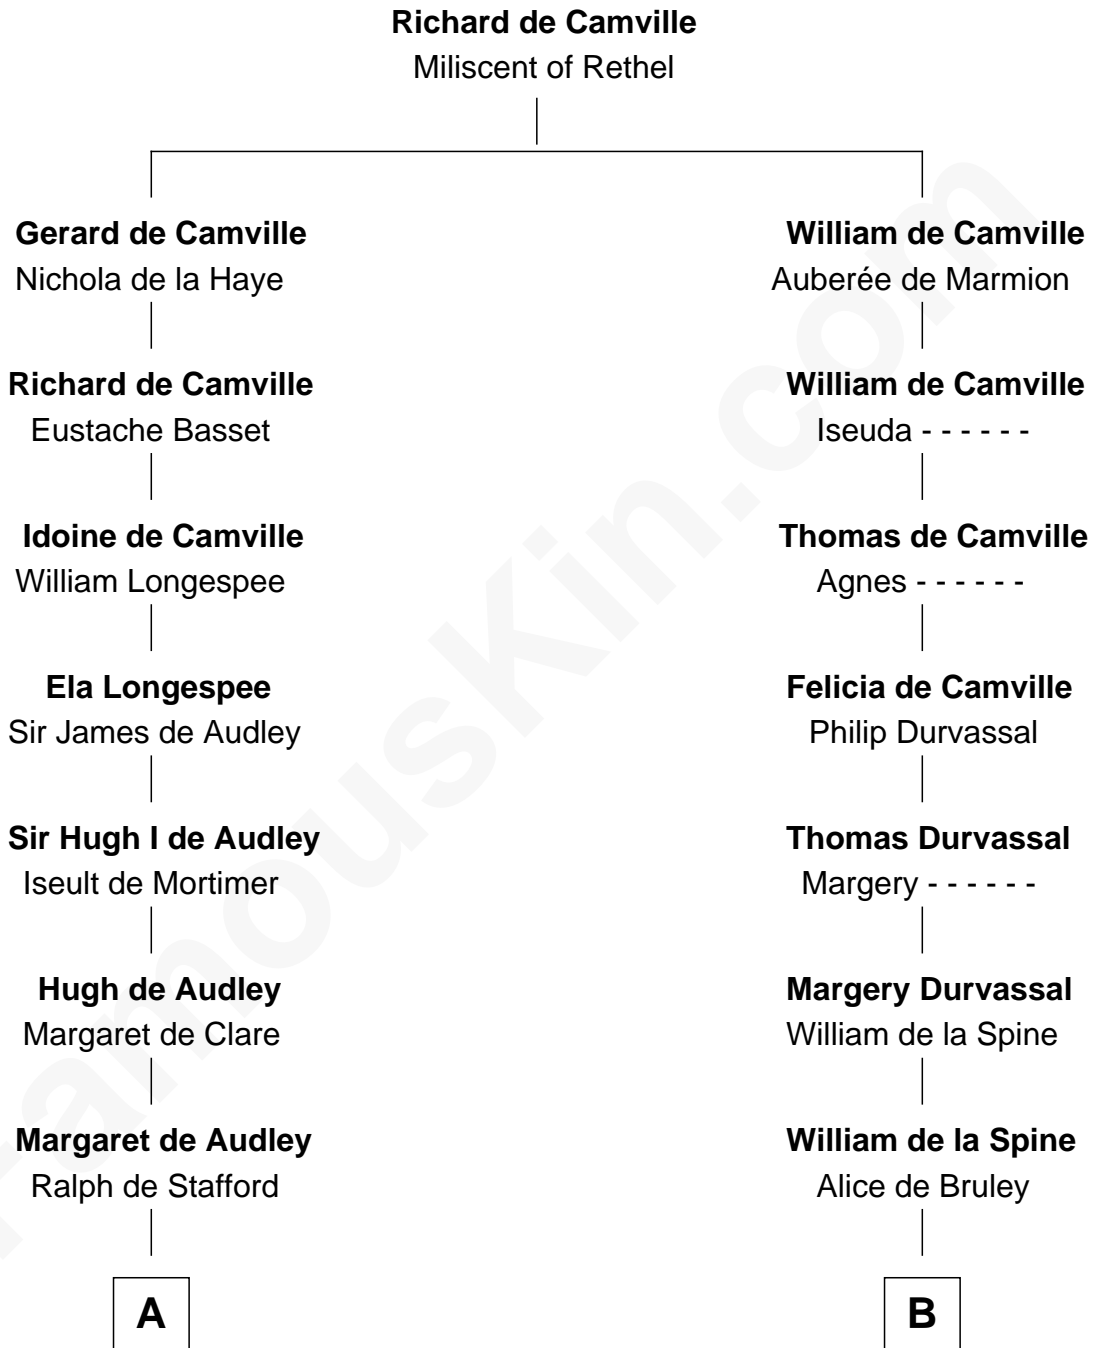 Richard de Camville
Miliscent of Rethel
Gerard de Camville
Nichola de la Haye
William de Camville
Auberée de Marmion
Richard de Camville
Eustache Basset
William de Camville
Iseuda - - - - - -
Idoine de Camville
William Longespee
Thomas de Camville
Agnes - - - - - -
Ela Longespee
Sir James de Audley
Felicia de Camville
Philip Durvassal
Sir Hugh I de Audley
Iseult de Mortimer
Thomas Durvassal
Margery - - - - - -
Hugh de Audley
Margaret de Clare
Margery Durvassal
William de la Spine
Margaret de Audley
Ralph de Stafford
William de la Spine
Alice de Bruley
A
B
FamousKin.com